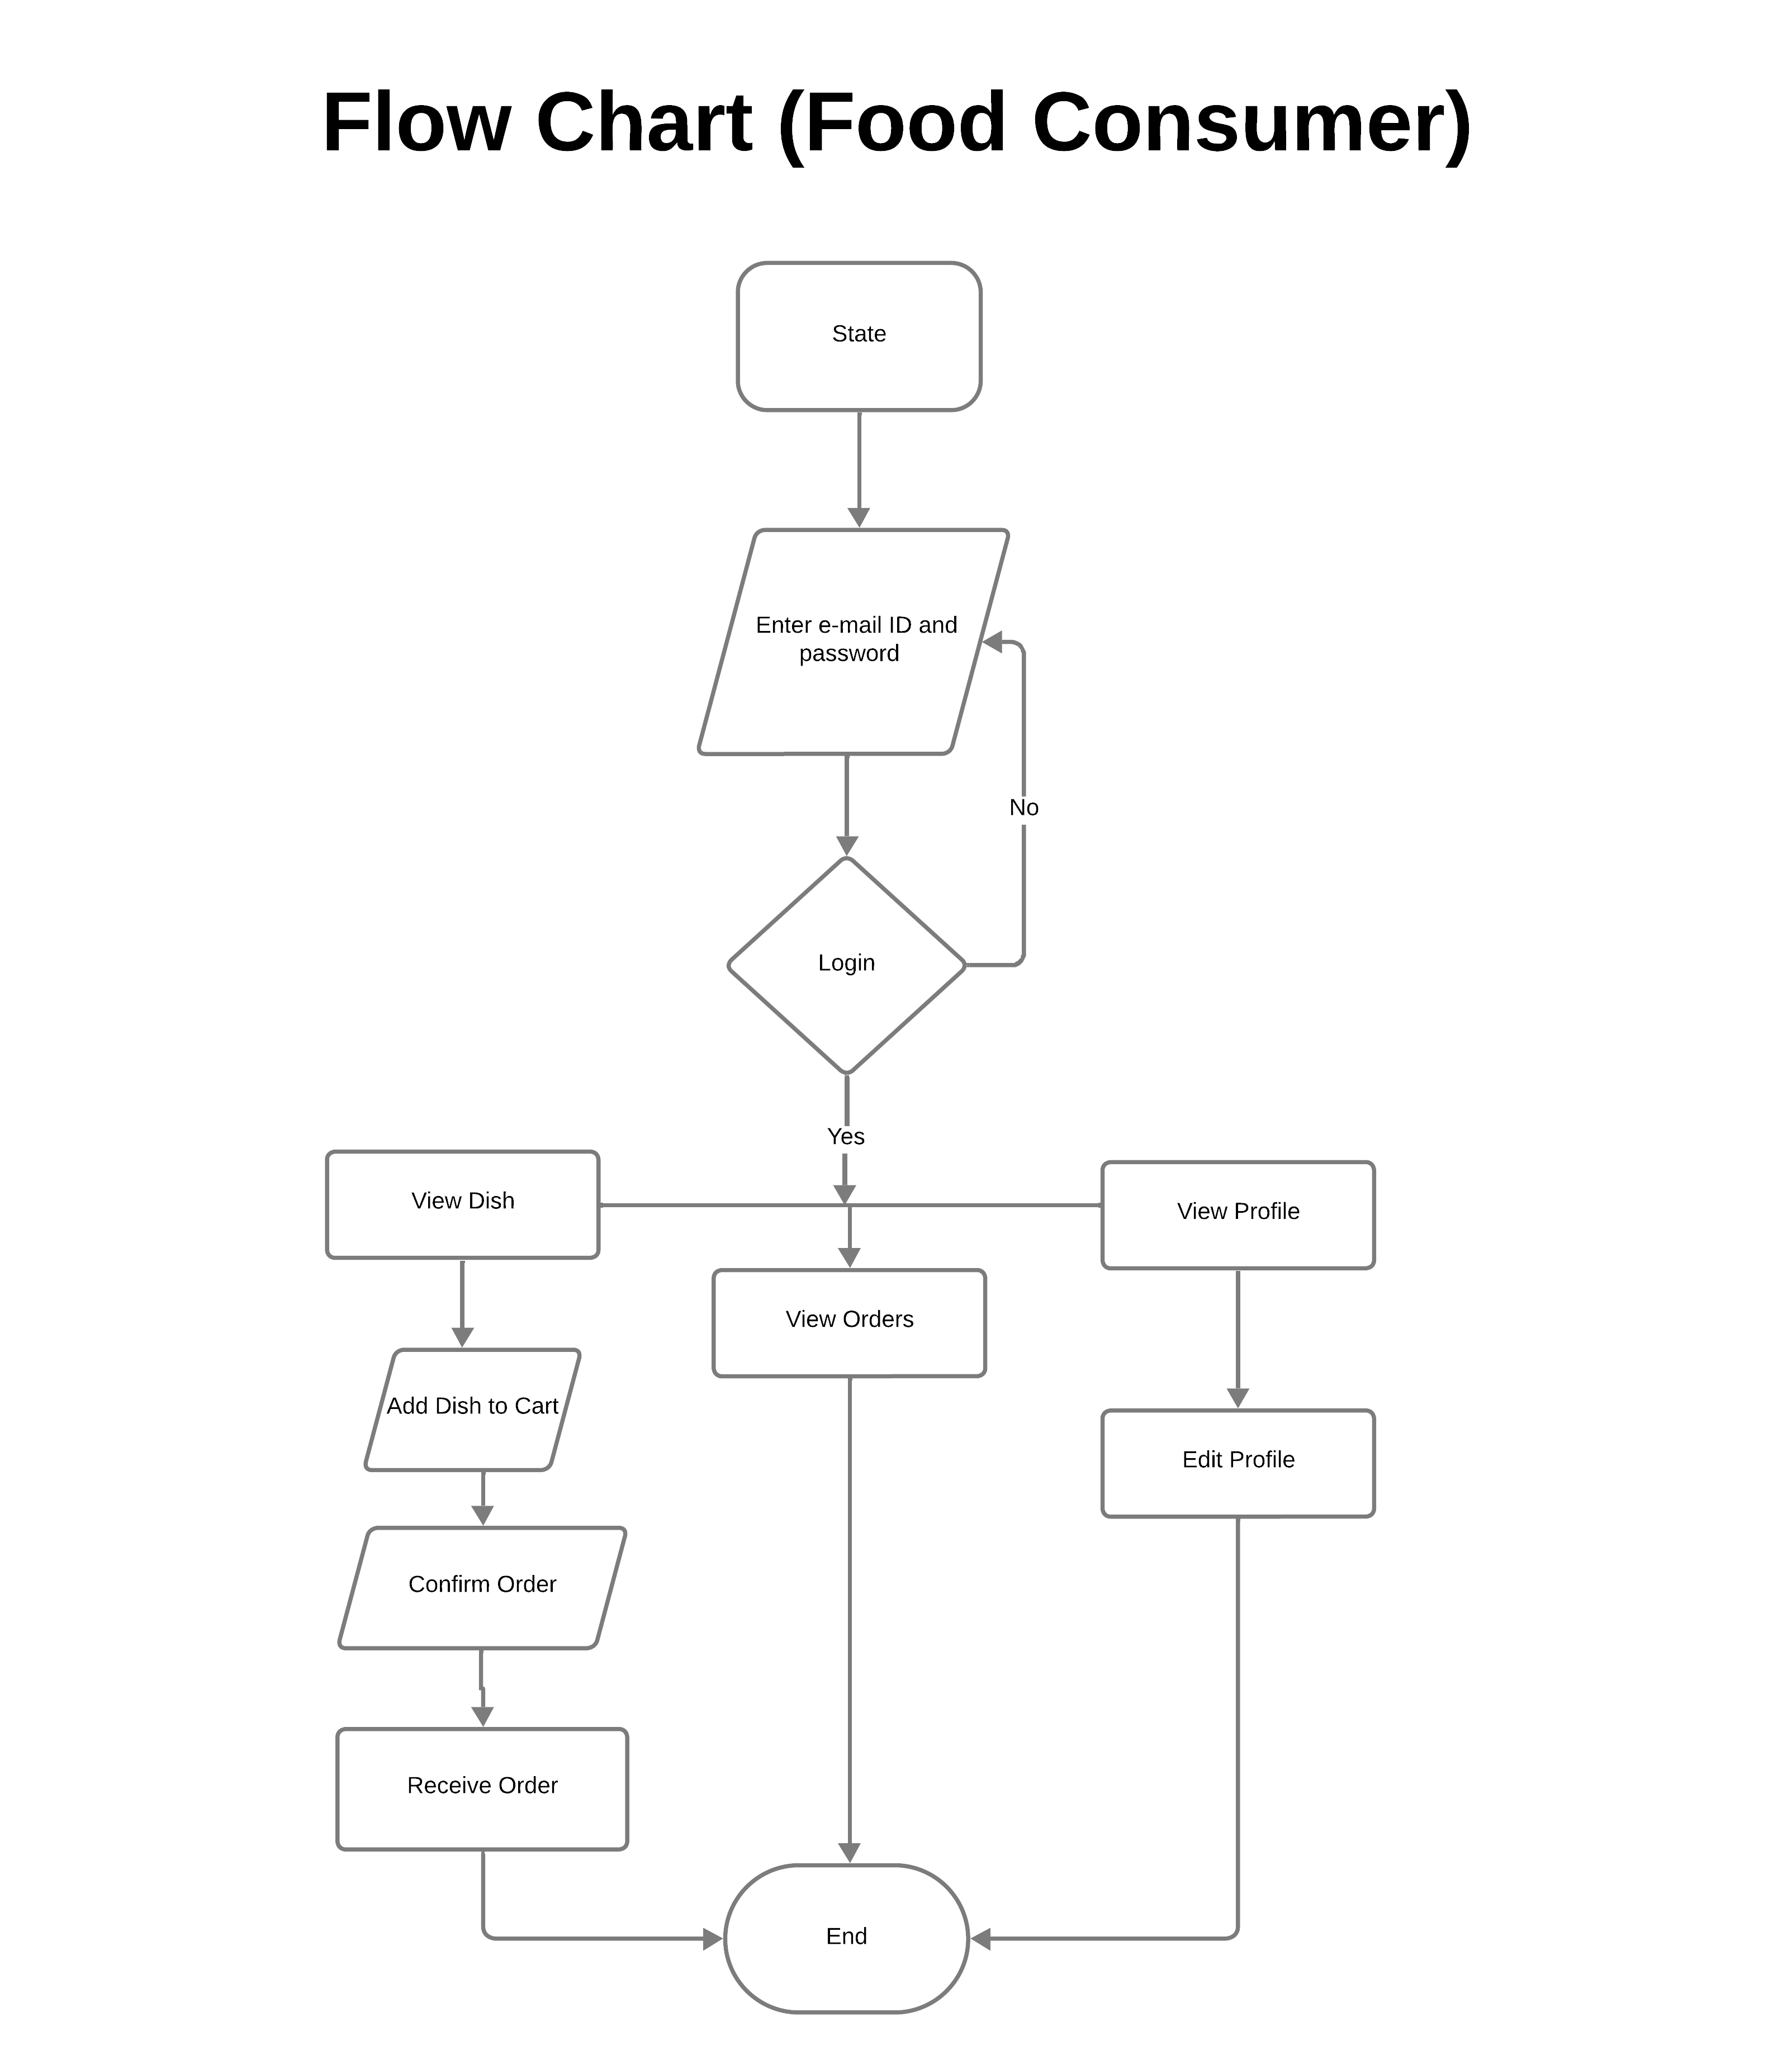 Flow Chart (Food Consumer)
State
Enter e-mail ID and
password
No
Login
Yes
View Dish
View Profile
View Orders
Add Dish to Cart
Edit Profile
Confirm Order
Receive Order
End